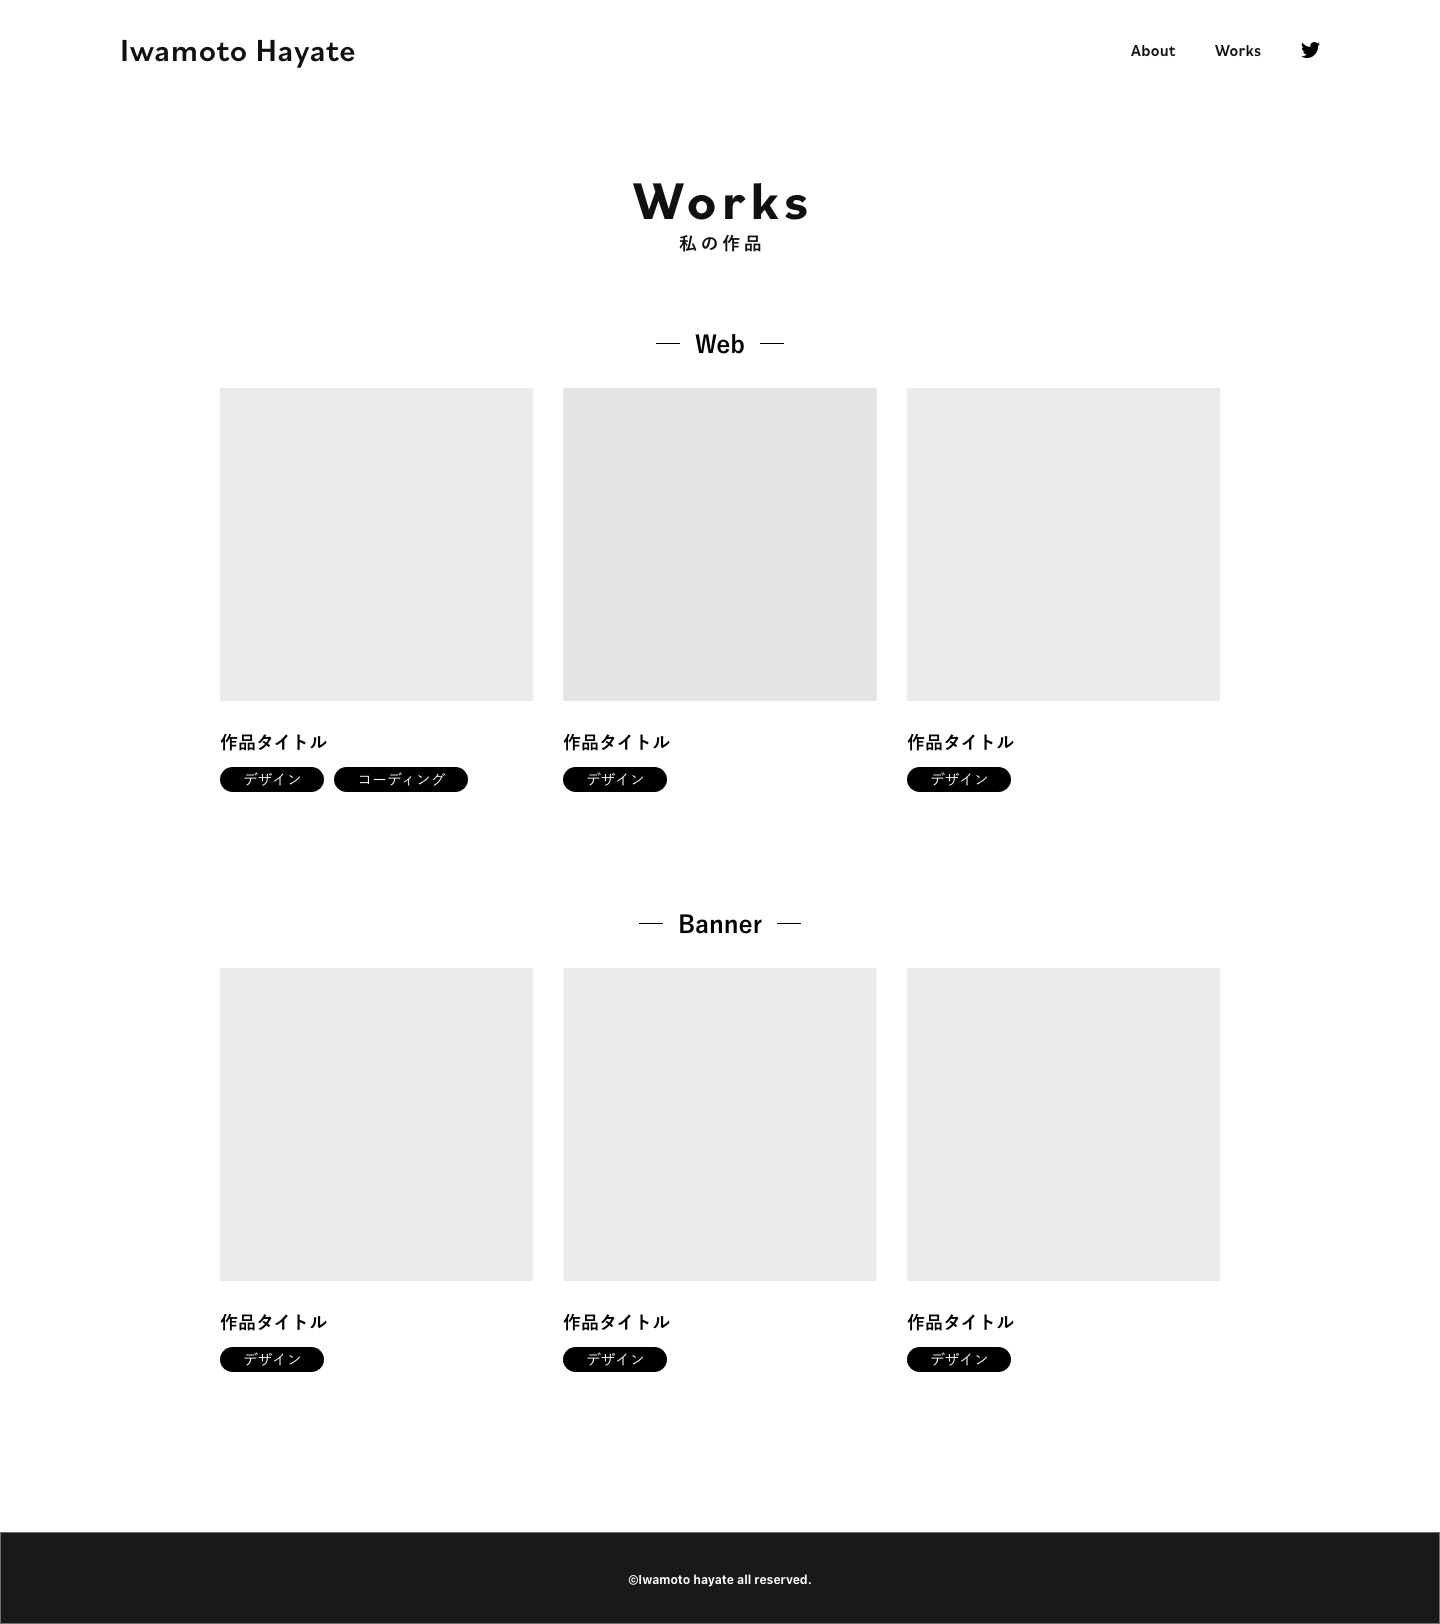 Iwamoto Hayate
About Works
Works
私の作品
Web
作品タイトル
デザイン コーディング
作品タイトル
デザイン
作品タイトル
デザイン
Banner
作品タイトル
デザイン
作品タイトル
デザイン
作品タイトル
デザイン
©Iwamoto hayate all reserved.